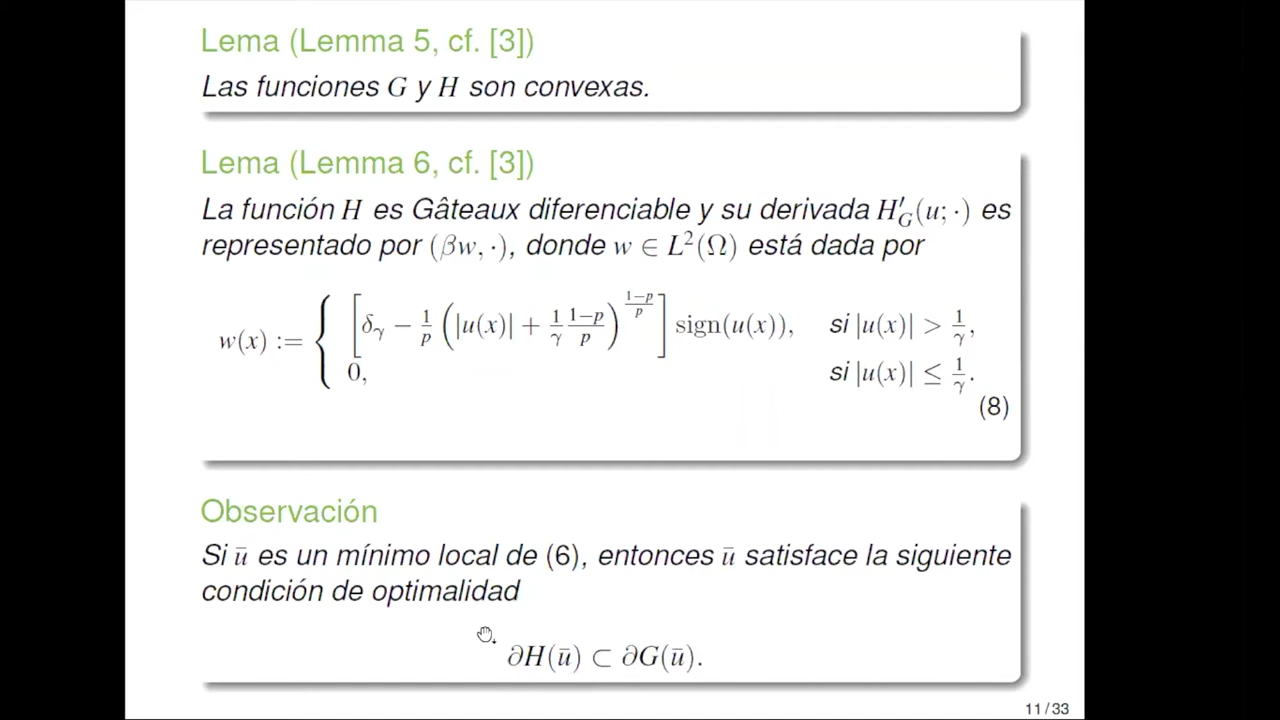 Lema (Lemma 5, cf. [3])
Las funciones G y H son convexas.
Lema (Lemma 6, cf. [3])
La función H es Gâteaux diferenciable y su derivada H′_G(u; ·) es
representado por (βw, ·), donde w ∈ L²(Ω) está dada por
w(x) := { [δ_γ − 1/p (|u(x)| + 1/γ 1−p/p)^{1−p/p}] sign(u(x)), si |u(x)| > 1/γ,
0, si |u(x)| ≤ 1/γ.
(8)
Observación
Si ū es un mínimo local de (6), entonces ū satisface la siguiente
condición de optimalidad
∂H(ū) ⊂ ∂G(ū).
11 / 33